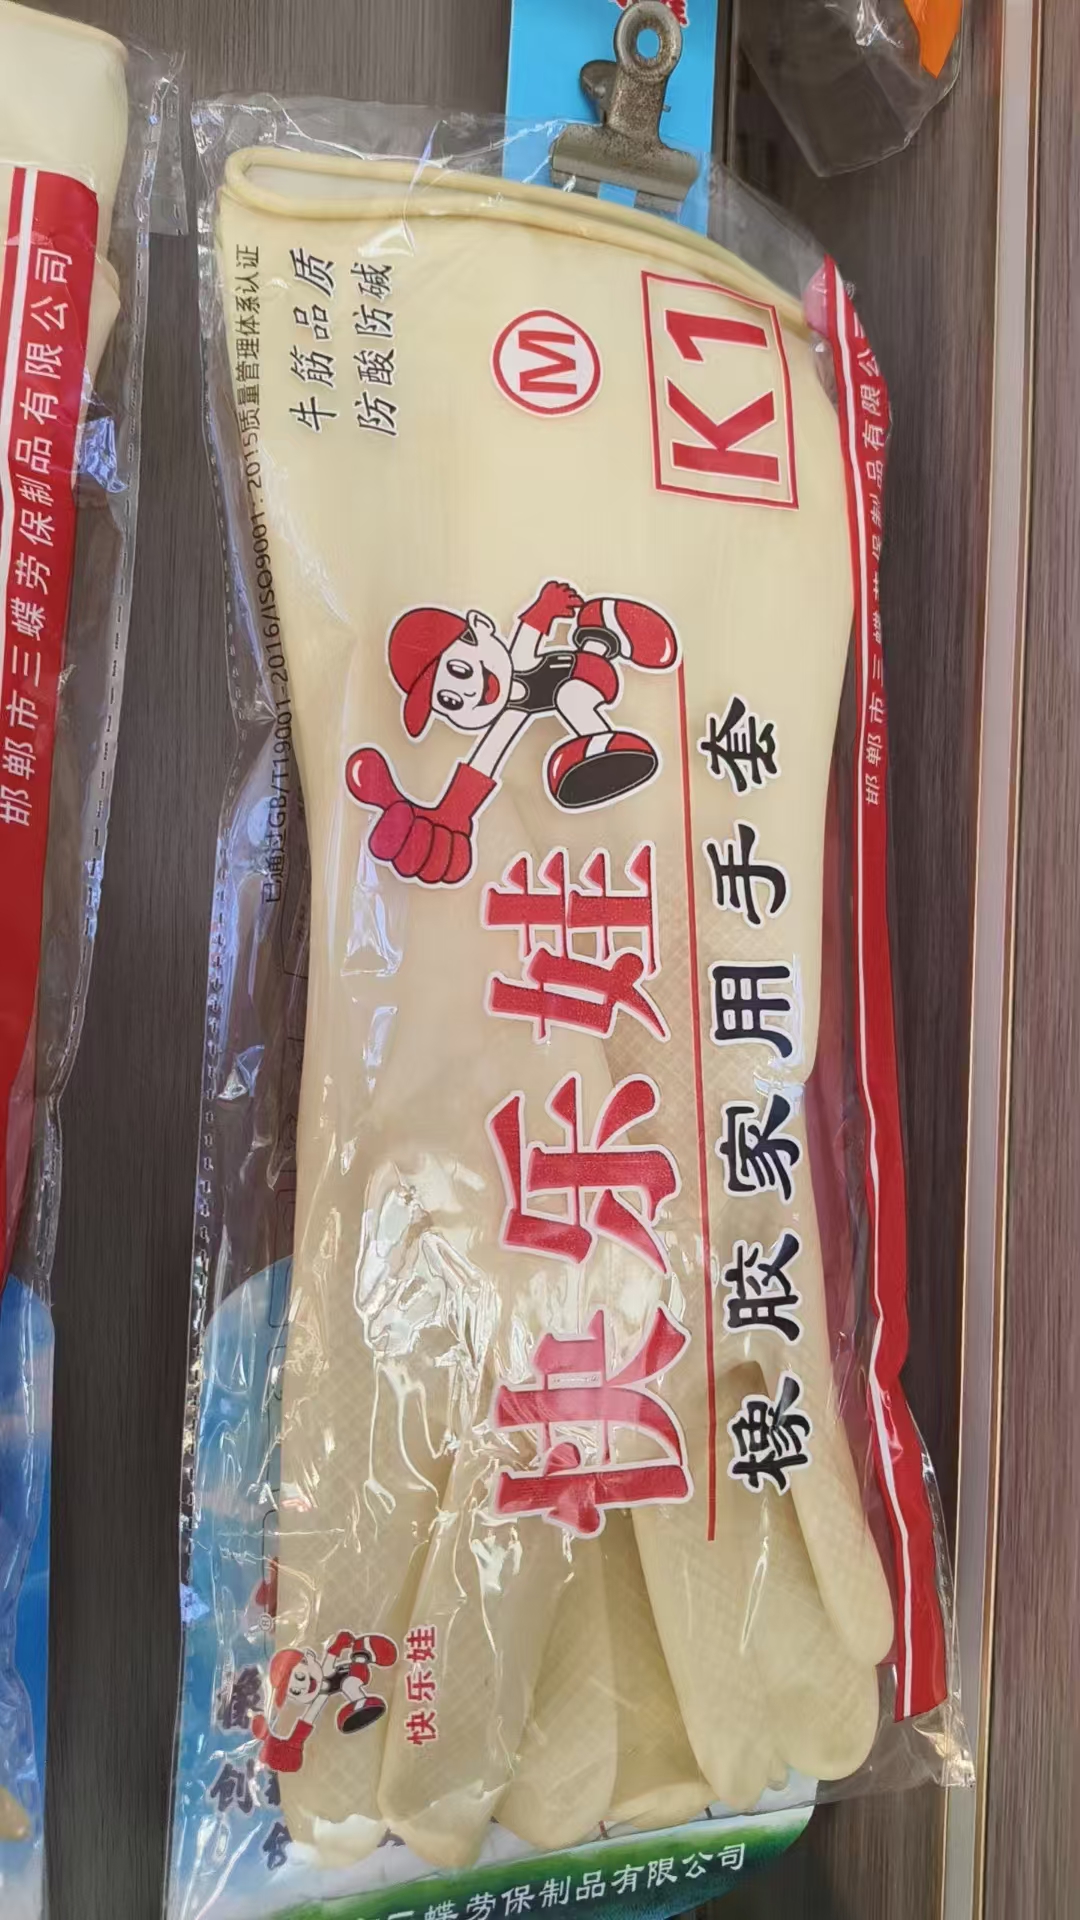 已通过GB/T19001-2016/ISO9001:2015质量管理体系认证
牛筋品质
防酸防碱
M
K1
快乐娃
橡胶家用手套
邯郸市三蝶劳保制品有限公司
快乐娃
邯郸市三蝶劳保制品有限公司
三蝶劳保制品有限公司